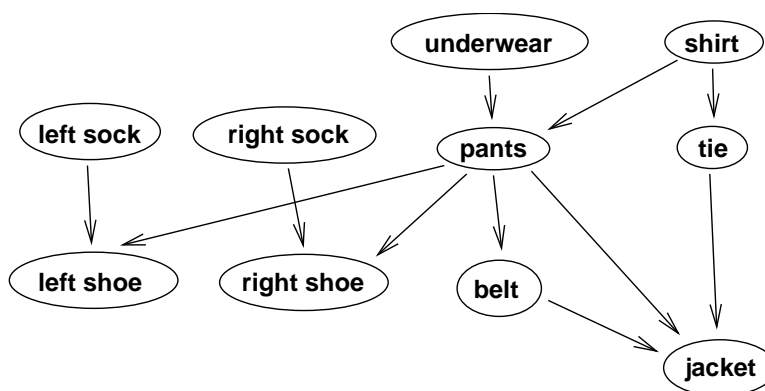 underwear
shirt
left sock
right sock
pants
tie
left shoe
right shoe
belt
jacket